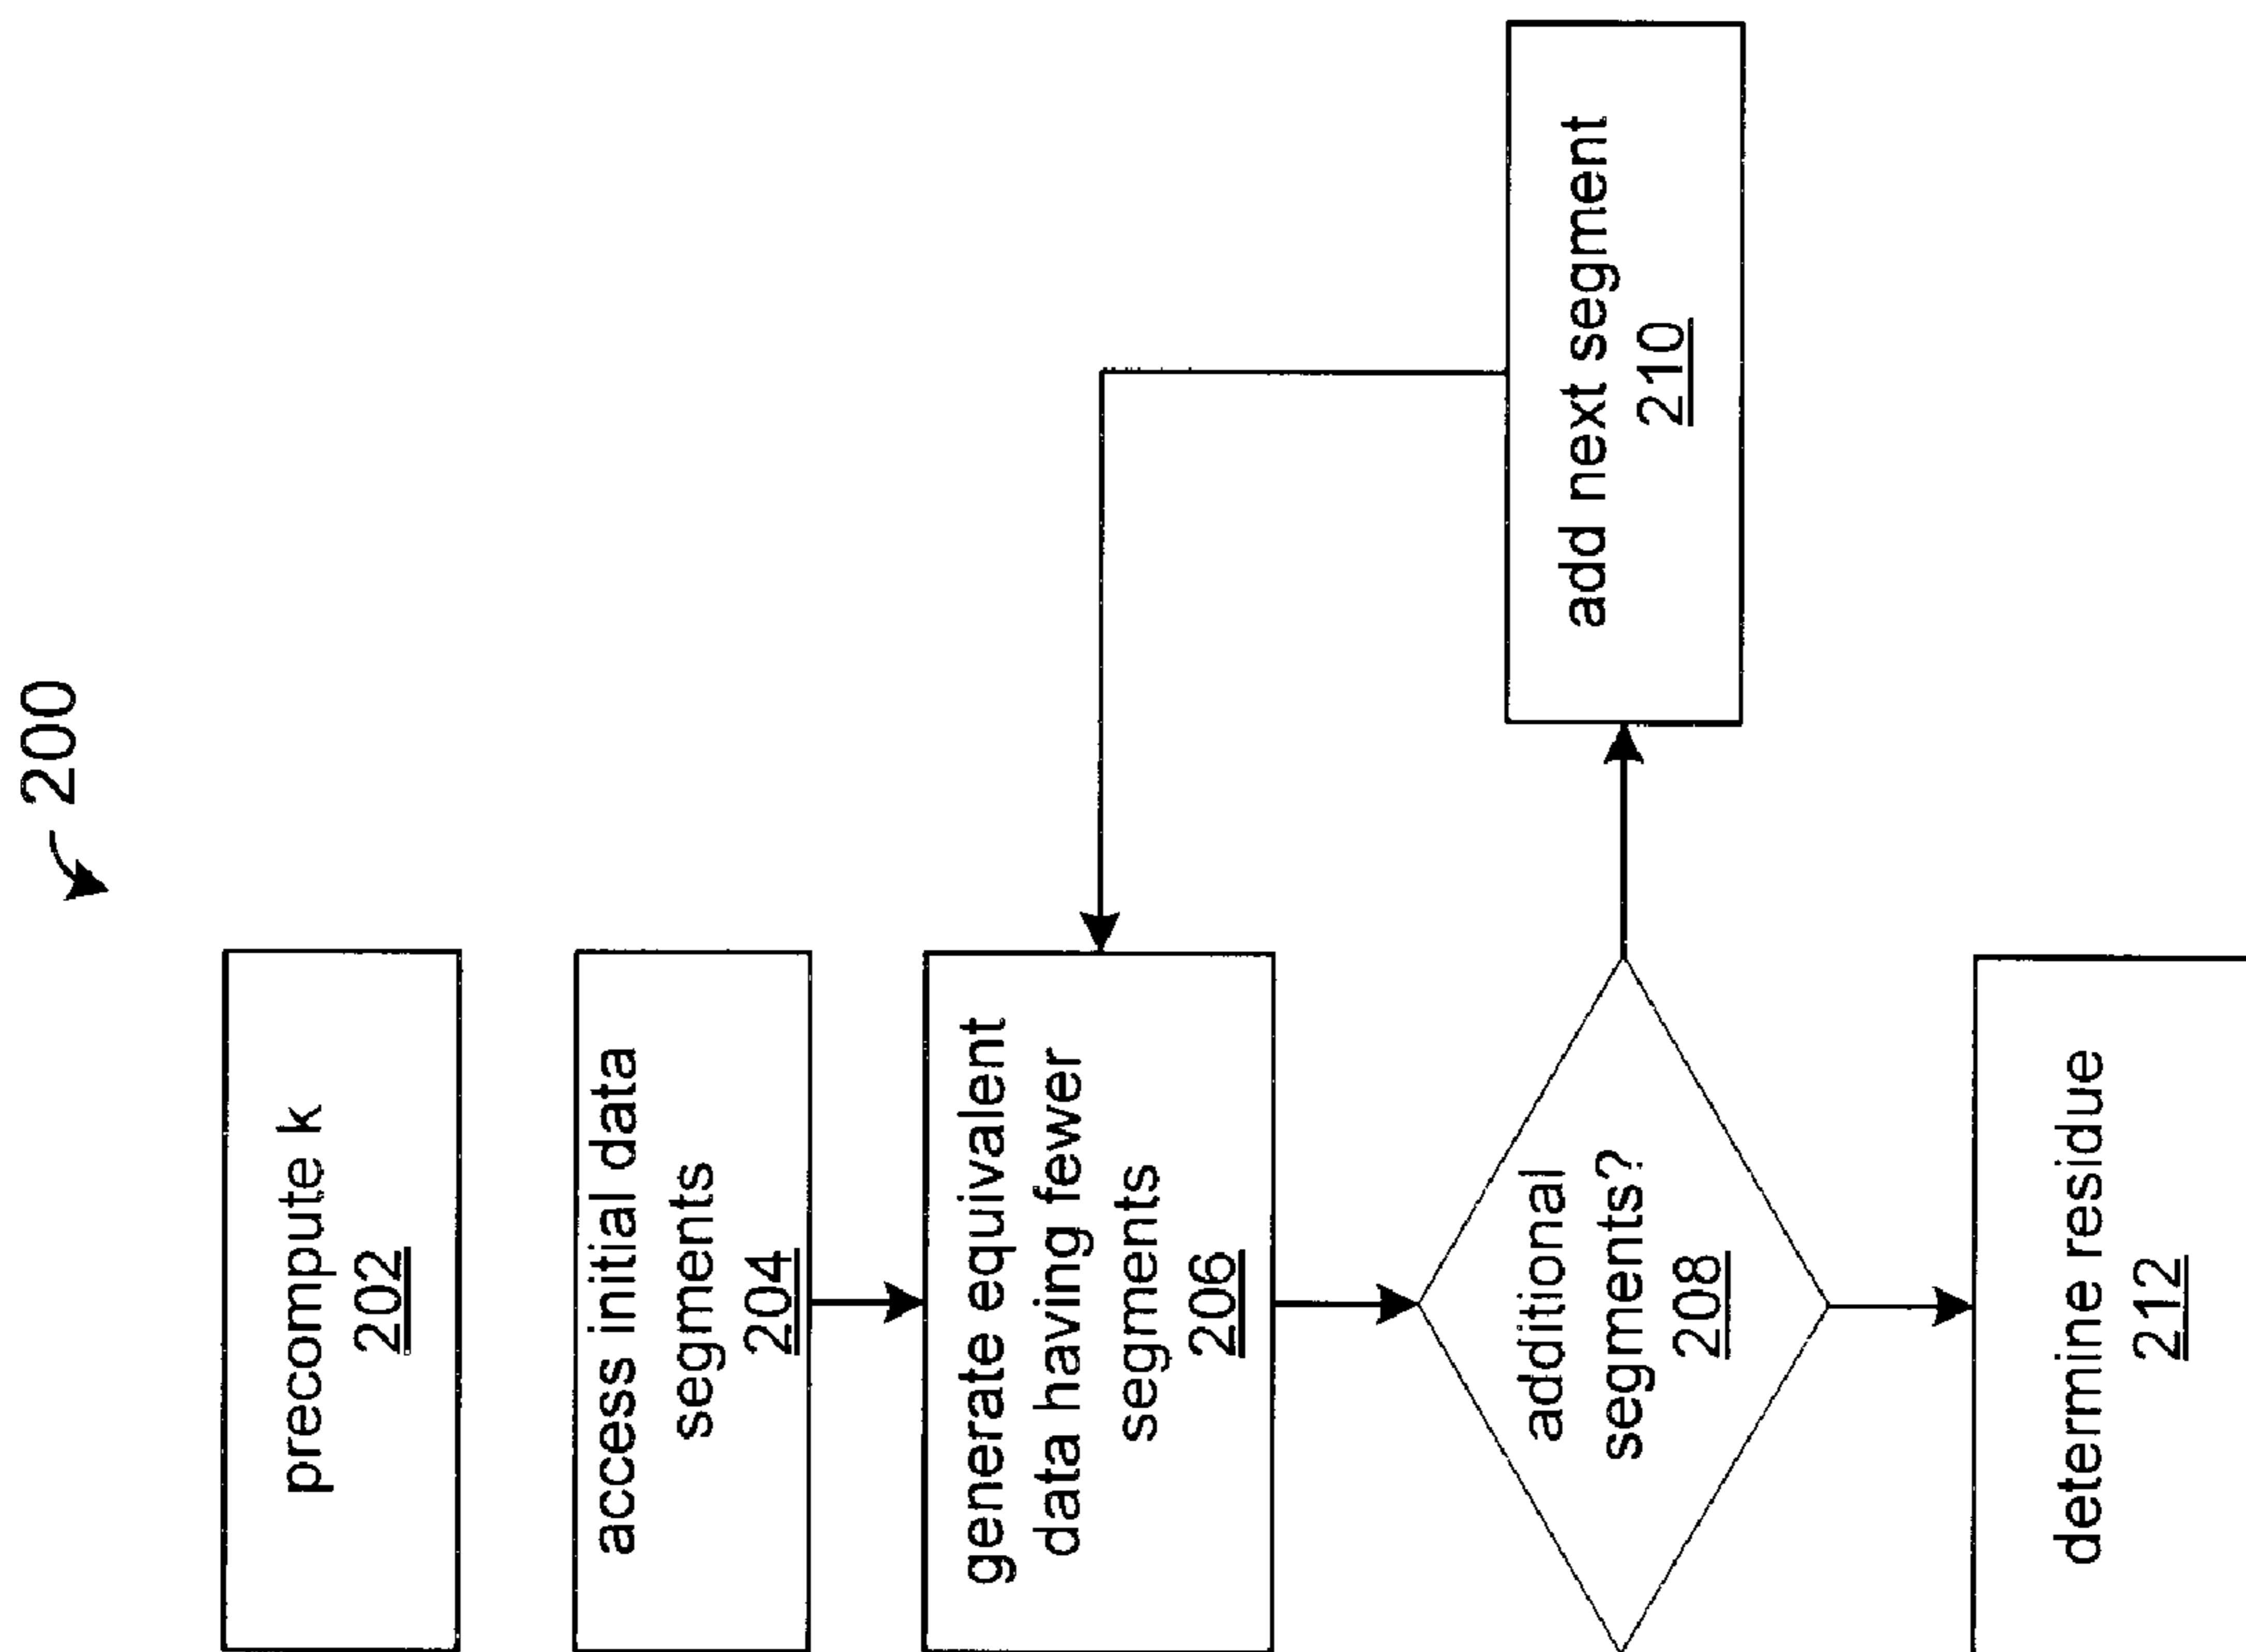 200
precompute k
202
access initial data
segments
204
generate equivalent
data having fewer
segments
206
additional
segments?
208
add next segment
210
determine residue
212